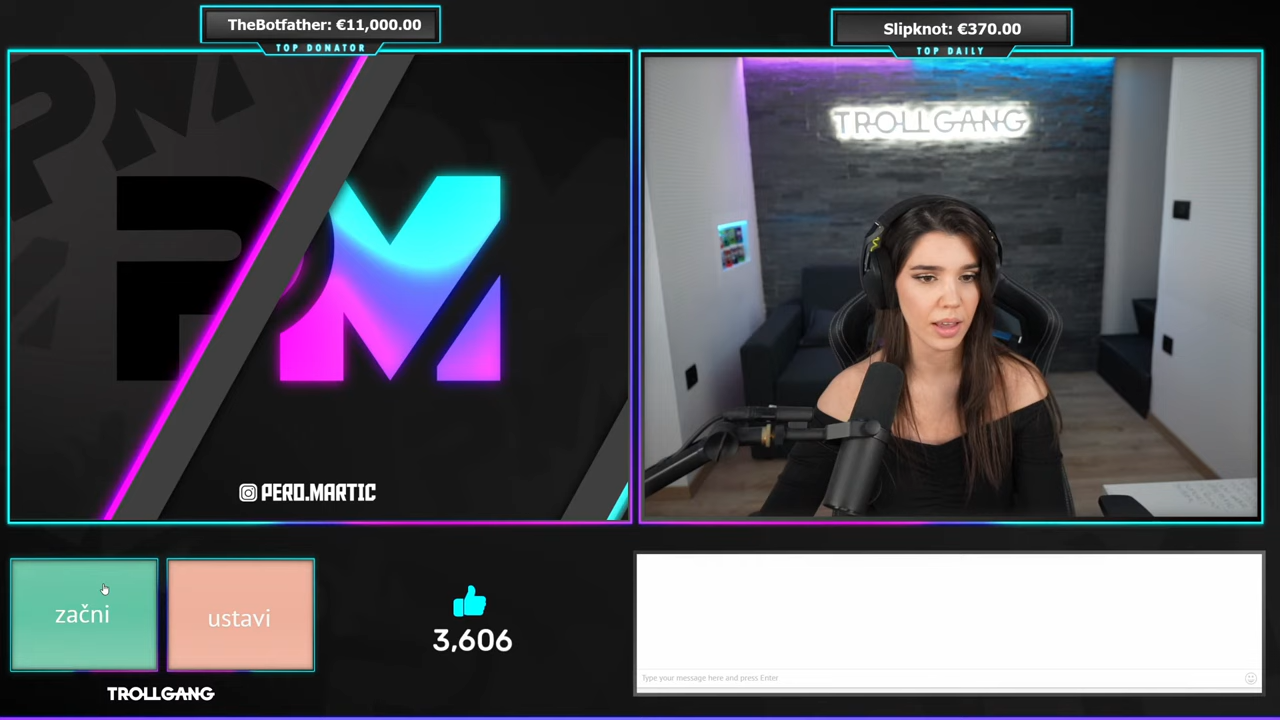 TheBotfather: €11,000.00
TOP DONATOR
Slipknot: €370.00
TOP DAILY
PM
PERO.MARTIC
TROLLGANG
začni
ustavi
3,606
Type your message here and press Enter
TROLLGANG